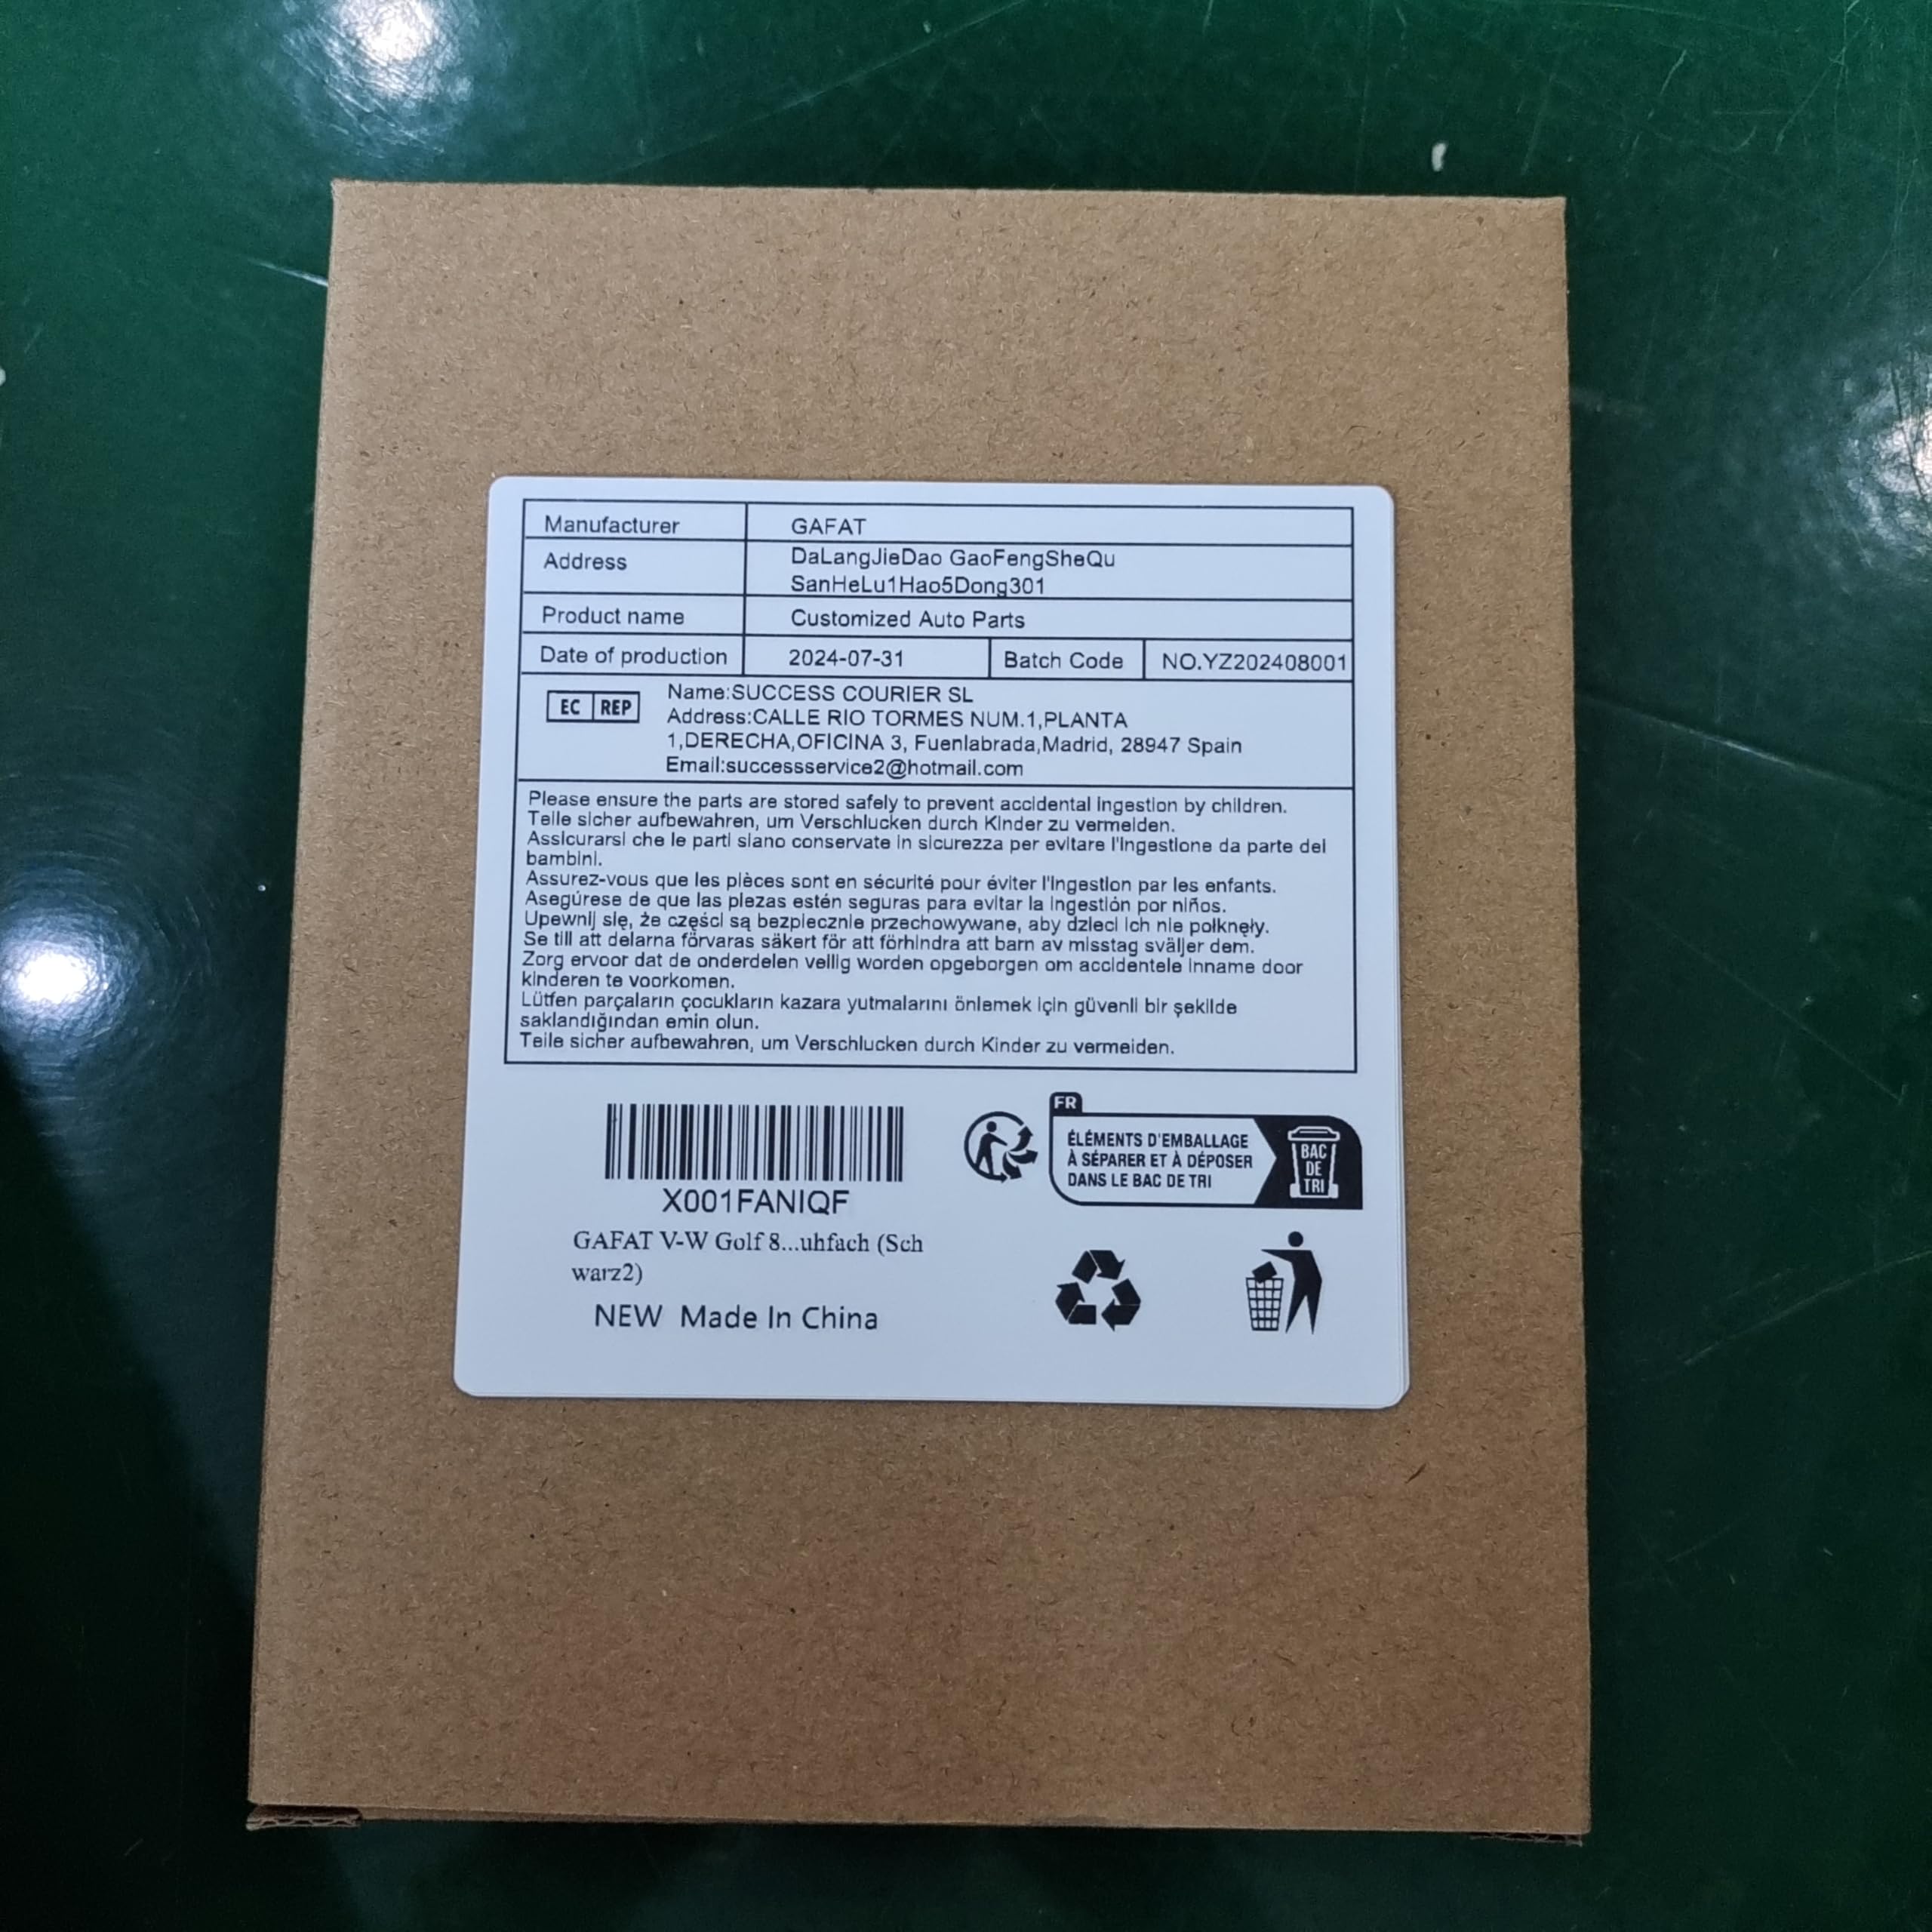 Manufacturer GAFAT
Address DaLangJieDao GaoFengSheQu
SanHeLu1Hao5Dong301
Product name Customized Auto Parts
Date of production 2024-07-31 Batch Code NO.YZ202408001
EC REP
Name:SUCCESS COURIER SL
Address:CALLE RIO TORMES NUM.1,PLANTA
1,DERECHA,OFICINA 3, Fuenlabrada,Madrid, 28947 Spain
Email:successservice2@hotmail.com
Please ensure the parts are stored safely to prevent accidental ingestion by children.
Teile sicher aufbewahren, um Verschlucken durch Kinder zu vermeiden.
Assicurarsi che le parti siano conservate in sicurezza per evitare l'ingestione da parte dei
bambini.
Assurez-vous que les pièces sont en sécurité pour éviter l'ingestion par les enfants.
Asegúrese de que las piezas estén seguras para evitar la ingestión por niños.
Upewnij się, że części są bezpiecznie przechowywane, aby dzieci ich nie połknęły.
Se till att delarna förvaras säkert för att förhindra att barn av misstag sväljer dem.
Zorg ervoor dat de onderdelen veilig worden opgeborgen om accidentele inname door
kinderen te voorkomen.
Lütfen parçaların çocukların kazara yutmalarını önlemek için güvenli bir şekilde
saklandığından emin olun.
Teile sicher aufbewahren, um Verschlucken durch Kinder zu vermeiden.
X001FANIQF
GAFAT V-W Golf 8...uhfach (Sch
warz2)
NEW Made In China
FR
ÉLÉMENTS D'EMBALLAGE
À SÉPARER ET À DÉPOSER
DANS LE BAC DE TRI
BAC
DE
TRI